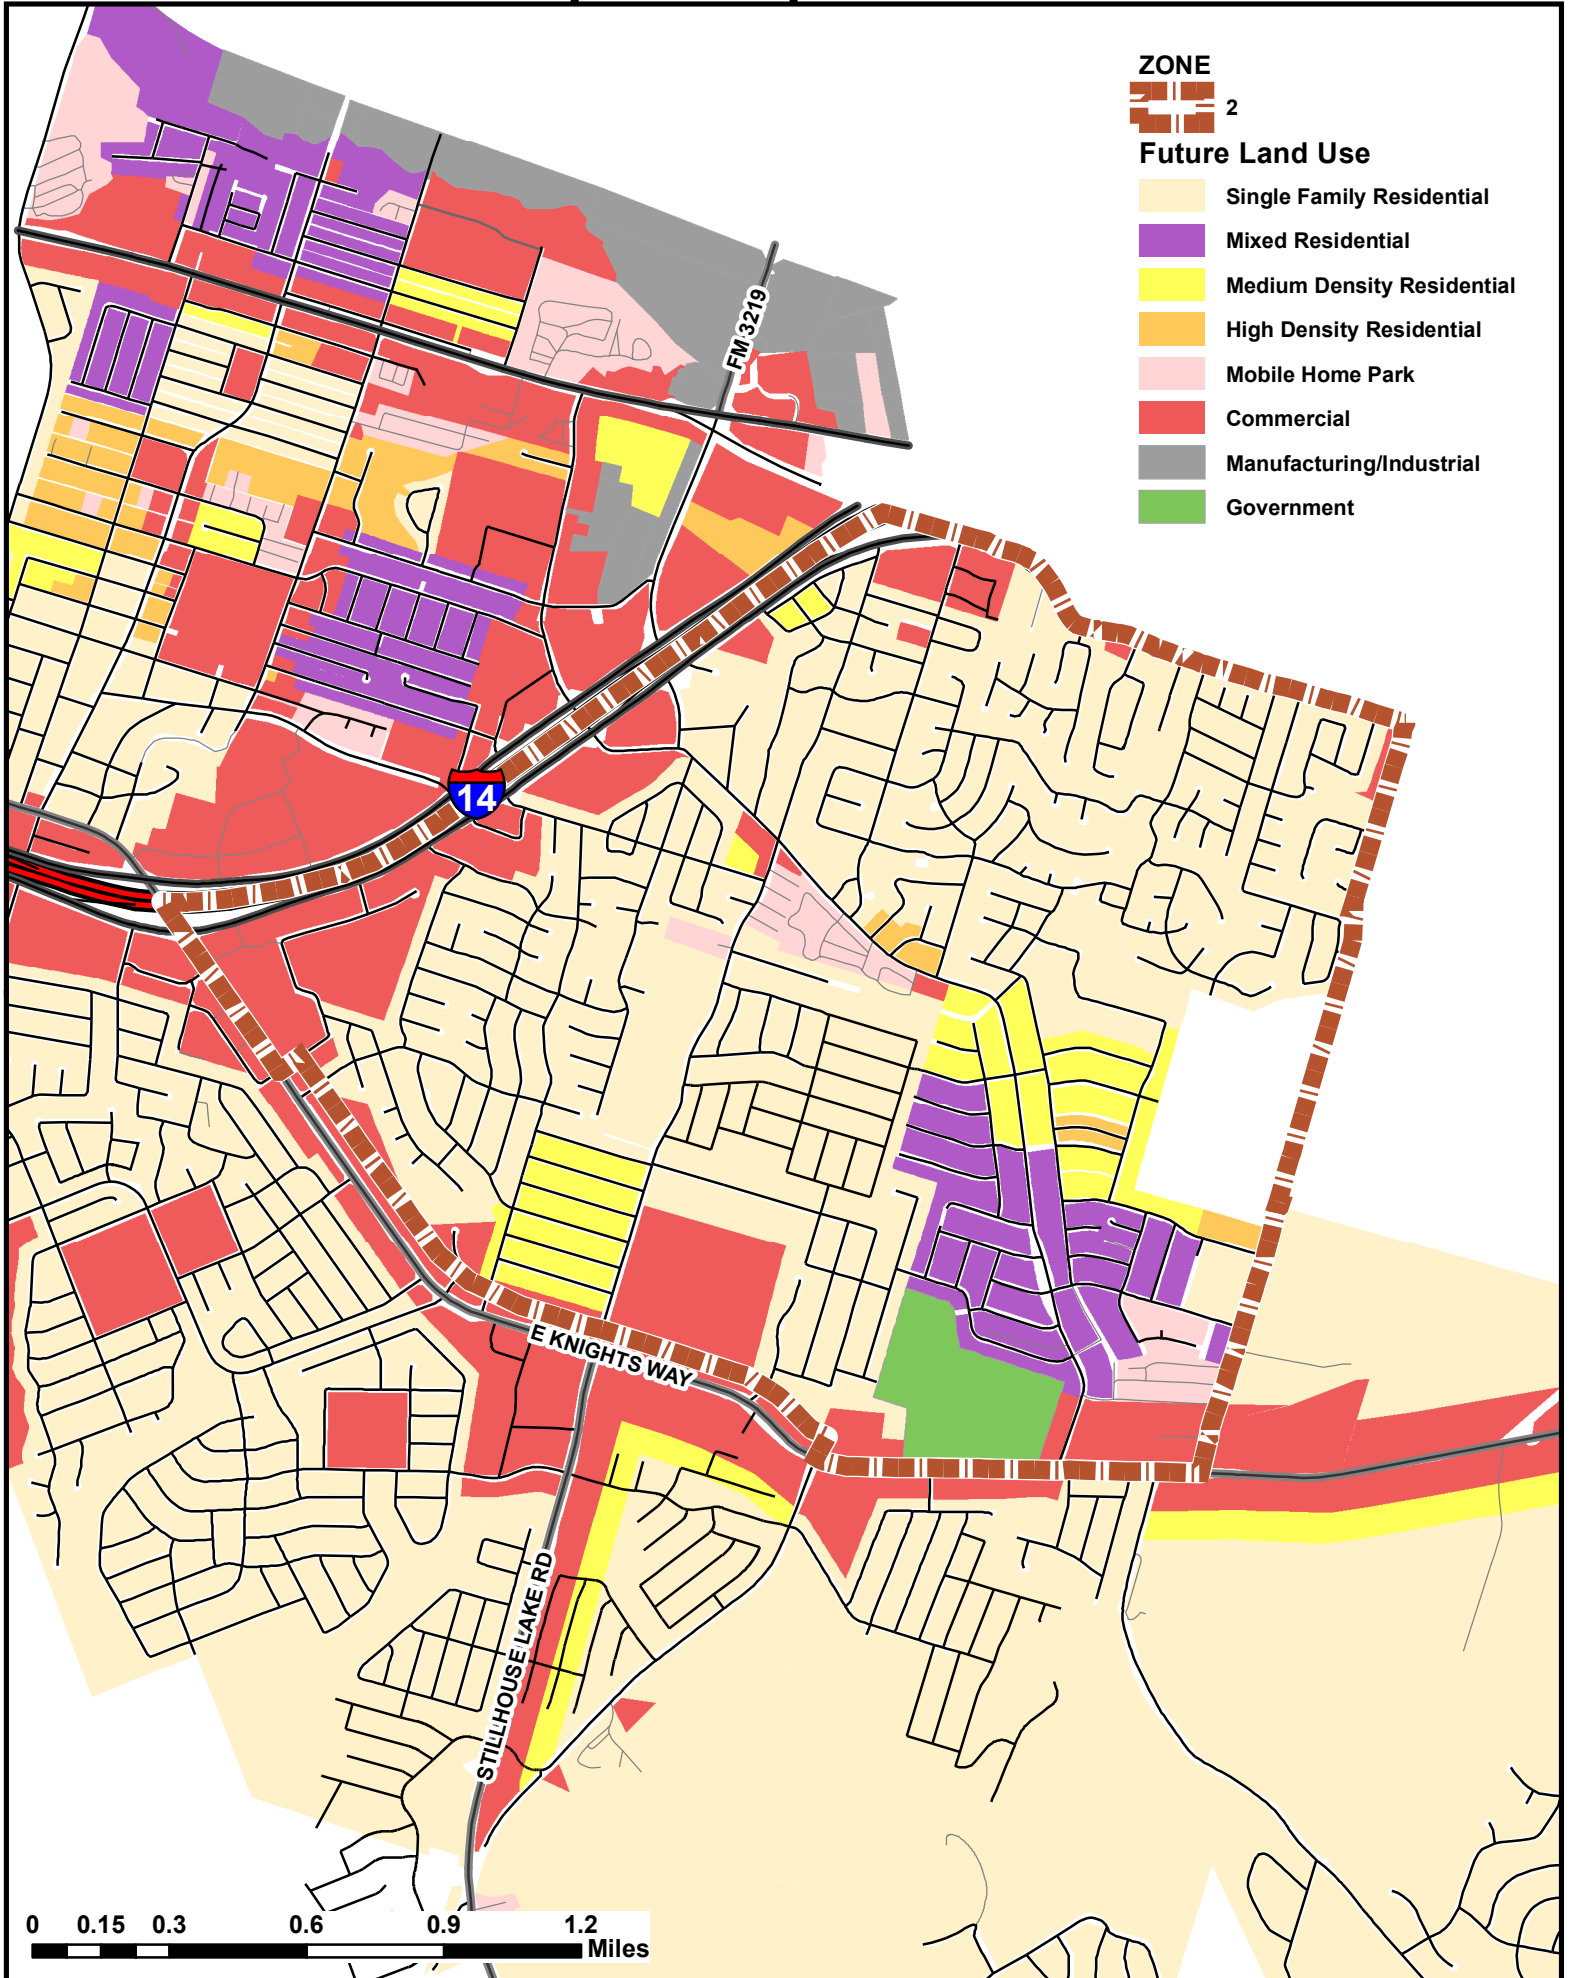 ZONE
2
Future Land Use
Single Family Residential
Mixed Residential
Medium Density Residential
High Density Residential
Mobile Home Park
Commercial
Manufacturing/Industrial
Government
FM 3219
14
E KNIGHTS WAY
STILLHOUSE LAKE RD
0 0.15 0.3 0.6 0.9 1.2
Miles